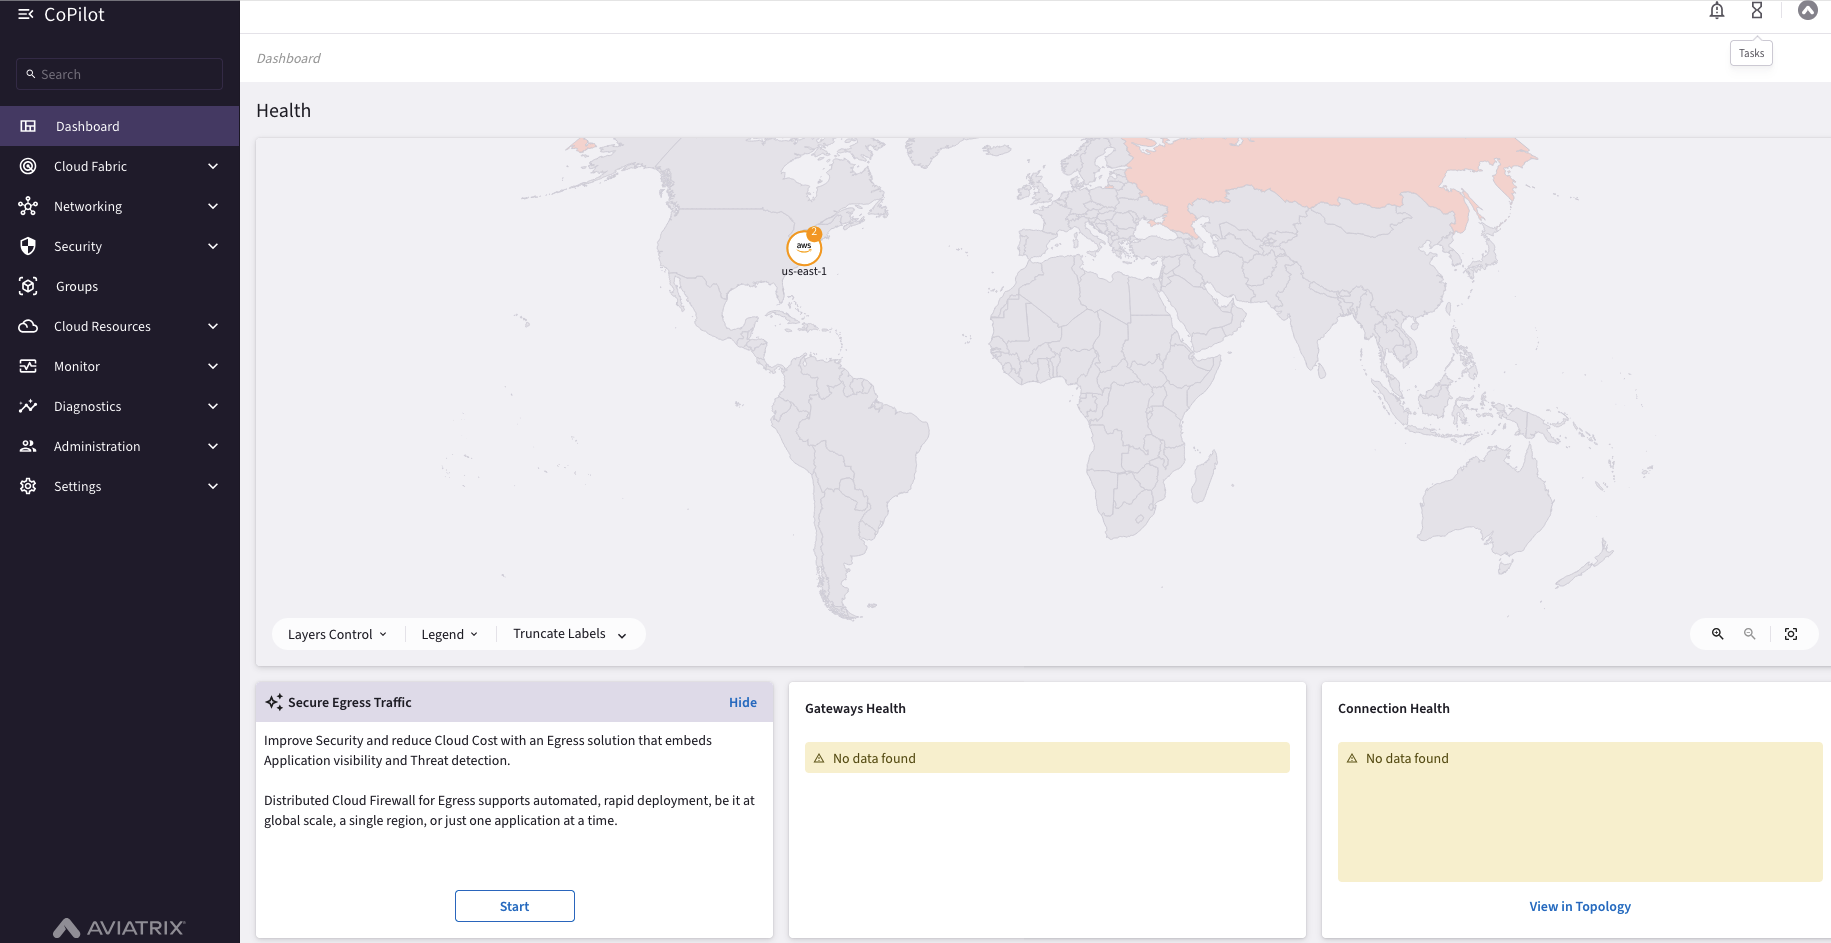 CoPilot
Search
Dashboard
Cloud Fabric
Networking
Security
Groups
Cloud Resources
Monitor
Diagnostics
Administration
Settings
AVIATRIX
Tasks
Dashboard
Health
2
aws
us-east-1
Layers Control
Legend
Truncate Labels
Secure Egress Traffic
Hide
Improve Security and reduce Cloud Cost with an Egress solution that embeds
Application visibility and Threat detection.
Distributed Cloud Firewall for Egress supports automated, rapid deployment, be it at
global scale, a single region, or just one application at a time.
Start
Gateways Health
No data found
Connection Health
No data found
View in Topology